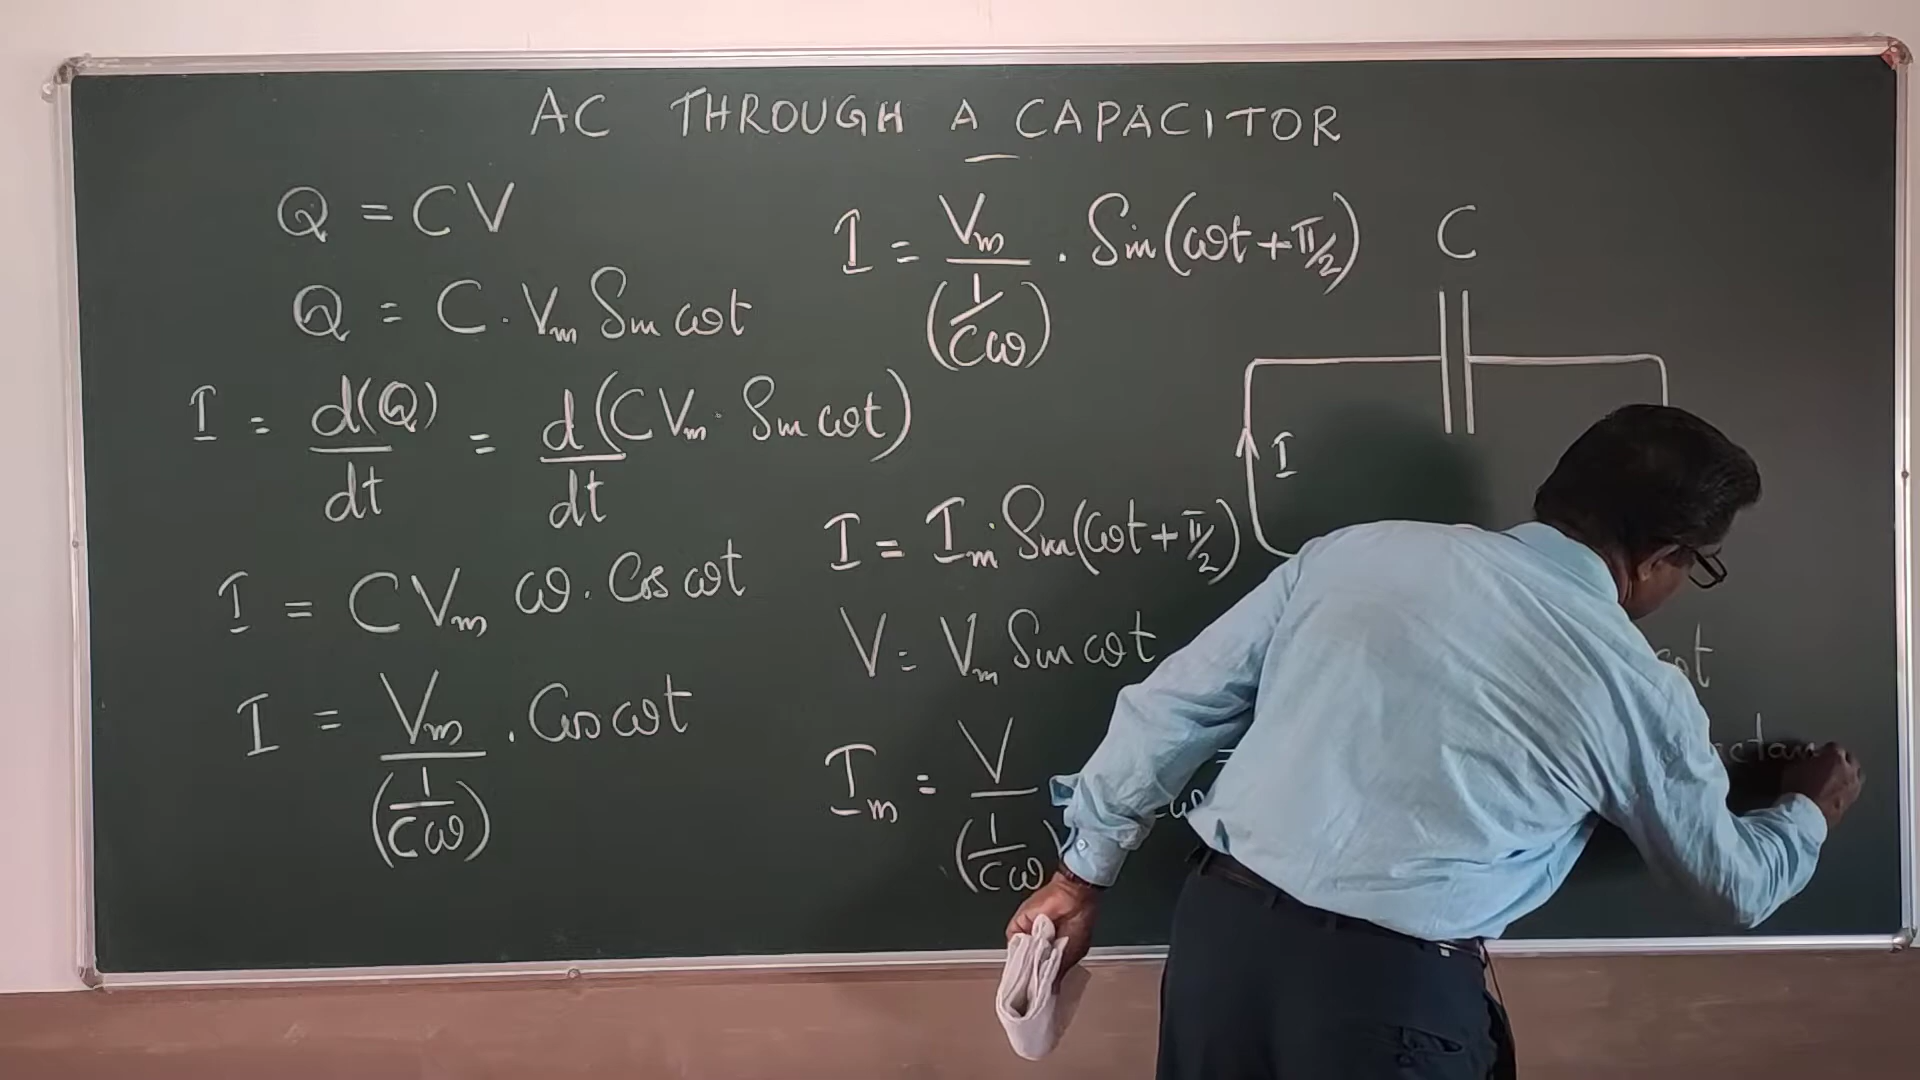 AC THROUGH A CAPACITOR
Q = CV
Q = C . Vm Sin ωt
I = d(Q)/dt = d(CVm . Sin ωt)/dt
I = CVm ω . Cos ωt
I = Vm/(1/Cω) . Cos ωt
I = Vm/(1/Cω) . Sin(ωt + π/2)
I = Im . Sin(ωt + π/2)
V = Vm Sin ωt
Im = V/(1/Cω)
C
I